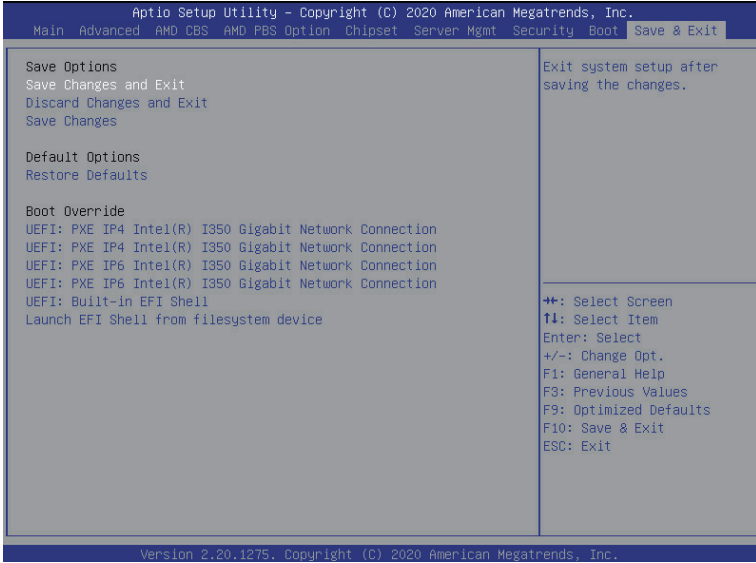 Aptio Setup Utility – Copyright (C) 2020 American Megatrends, Inc.
Main Advanced AMD CBS AMD PBS Option Chipset Server Mgmt Security Boot Save & Exit
Save Options
Save Changes and Exit
Discard Changes and Exit
Save Changes
Default Options
Restore Defaults
Boot Override
UEFI: PXE IP4 Intel(R) I350 Gigabit Network Connection
UEFI: PXE IP4 Intel(R) I350 Gigabit Network Connection
UEFI: PXE IP6 Intel(R) I350 Gigabit Network Connection
UEFI: PXE IP6 Intel(R) I350 Gigabit Network Connection
UEFI: Built-in EFI Shell
Launch EFI Shell from filesystem device
Exit system setup after
saving the changes.
→←: Select Screen
↑↓: Select Item
Enter: Select
+/-: Change Opt.
F1: General Help
F3: Previous Values
F9: Optimized Defaults
F10: Save & Exit
ESC: Exit
Version 2.20.1275. Copyright (C) 2020 American Megatrends, Inc.